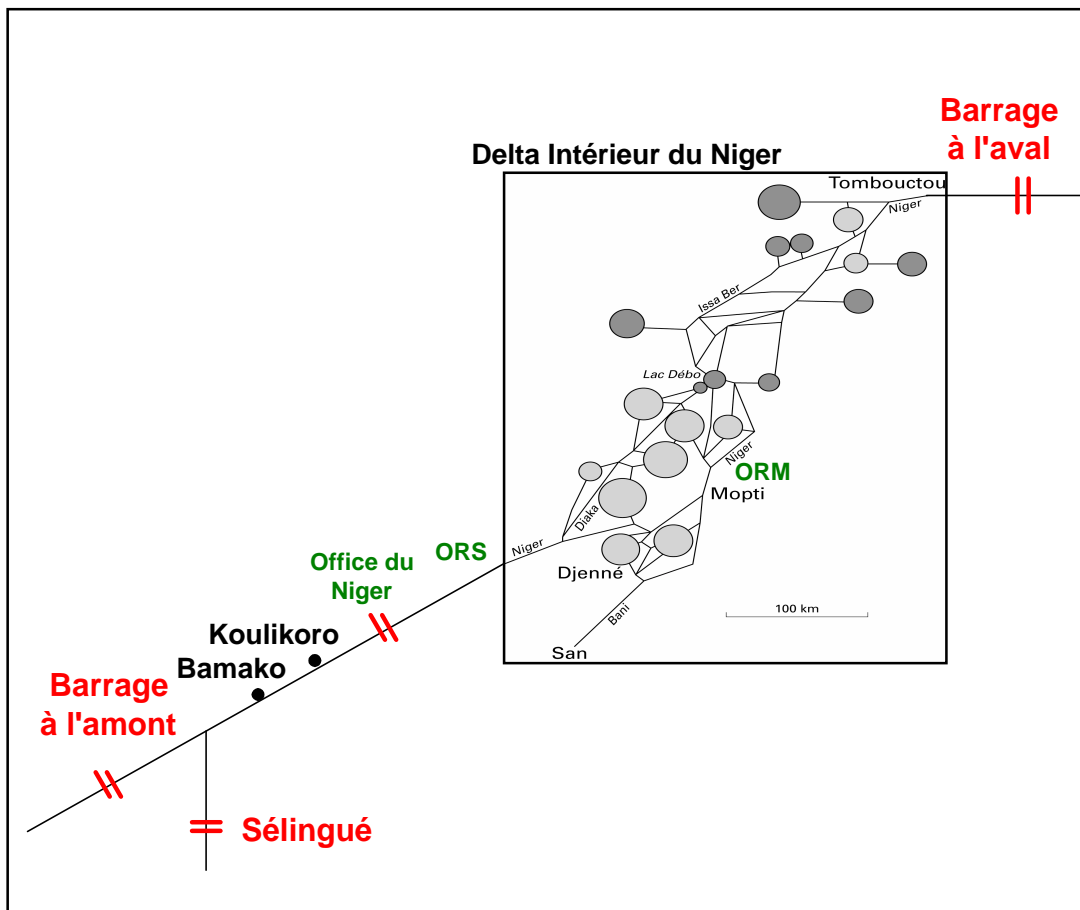 Barrage
à l'aval
Delta Intérieur du Niger
Tombouctou
Niger
Issa Ber
Lac Débo
Niger
ORM
Mopti
Diaka
Niger
ORS
Office du
Niger
Djenné
100 km
Bani
San
Koulikoro
Bamako
Barrage
à l'amont
Sélingué